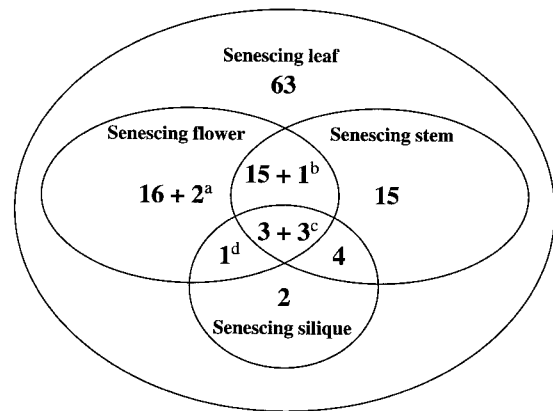 Senescing leaf
63
Senescing flower
Senescing stem
15 + 1ᵇ
16 + 2ᵃ
15
3 + 3ᶜ
1ᵈ
4
2
Senescing silique